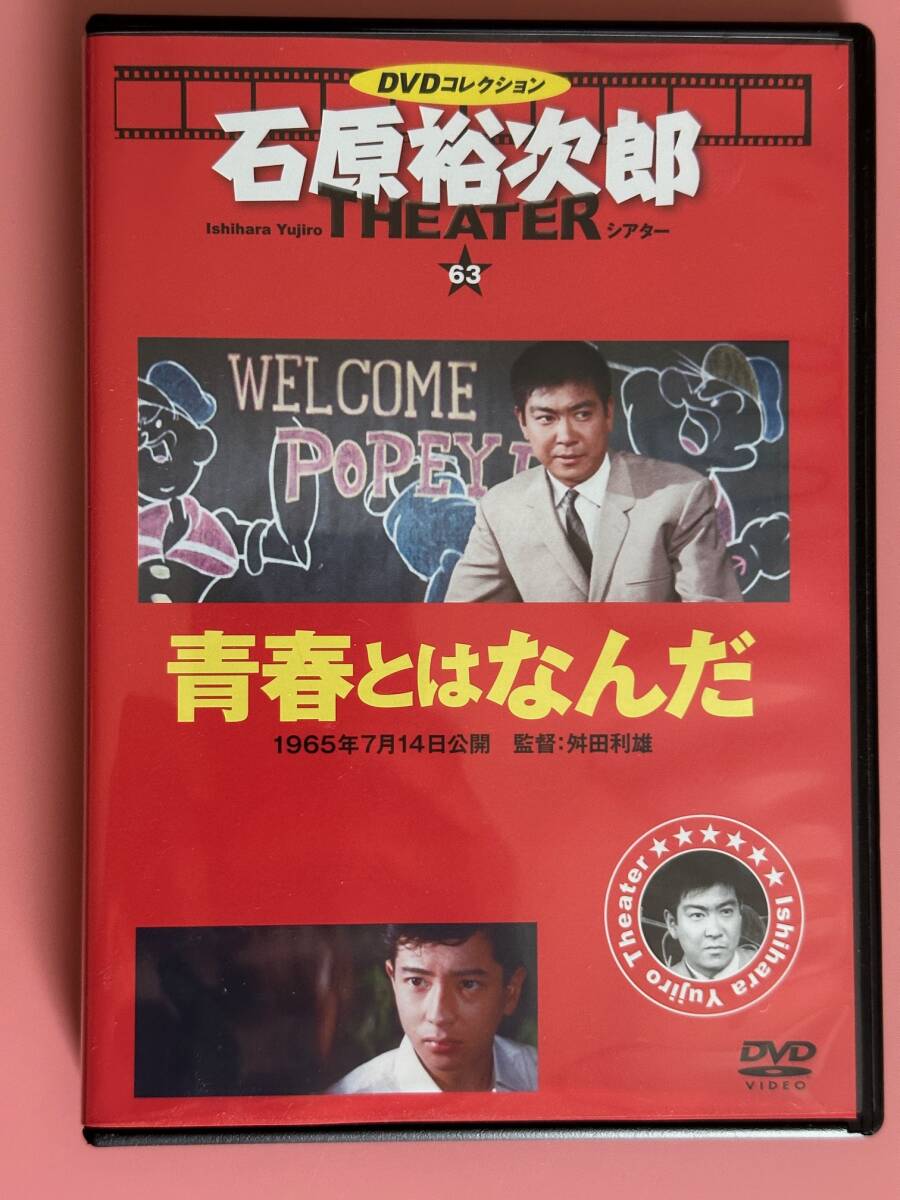 DVDコレクション
石原裕次郎
Ishihara Yujiro THEATER シアター
63
WELCOME
POPEY
青春とはなんだ
1965年7月14日公開 監督:舛田利雄
Ishihara Yujiro Theater
DVD
VIDEO